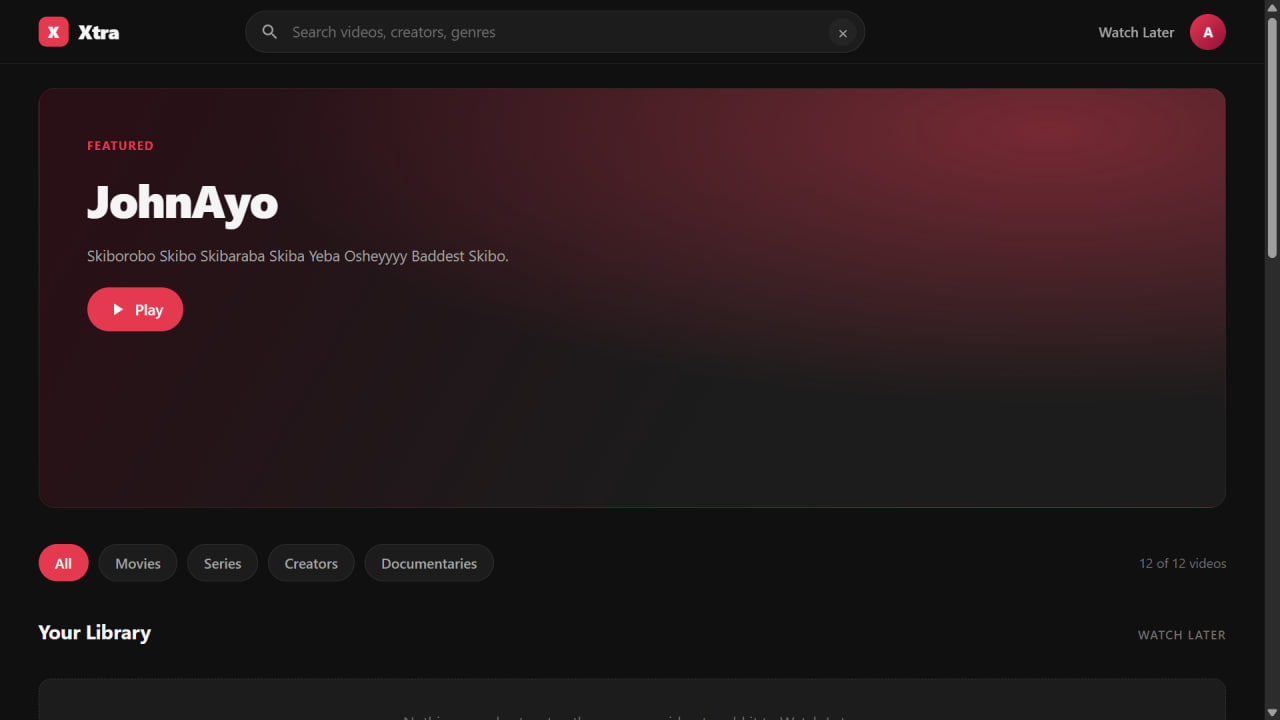 X Xtra
Search videos, creators, genres
Watch Later
A
FEATURED
JohnAyo
Skiborobo Skibo Skibaraba Skiba Yeba Osheyyyy Baddest Skibo.
Play
All
Movies
Series
Creators
Documentaries
12 of 12 videos
Your Library
WATCH LATER